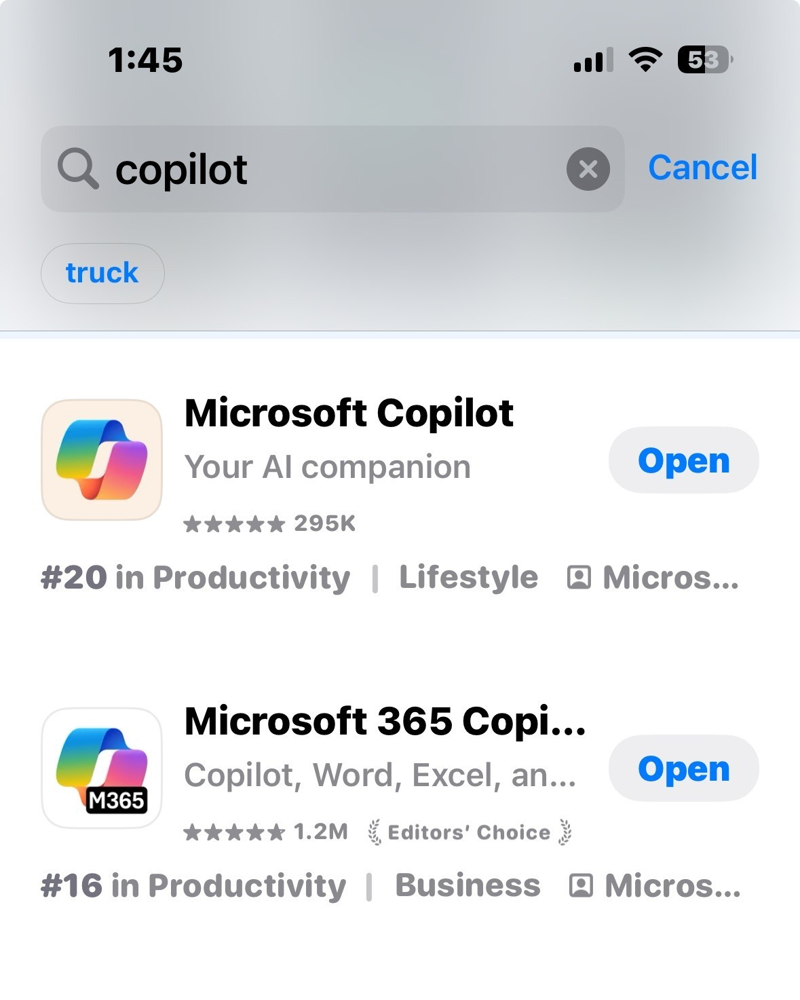 1:45
53
copilot
Cancel
truck
Microsoft Copilot
Your AI companion
Open
295K
#20 in Productivity | Lifestyle Micros...
Microsoft 365 Copi...
Copilot, Word, Excel, an...
Open
M365
1.2M Editors' Choice
#16 in Productivity | Business Micros...